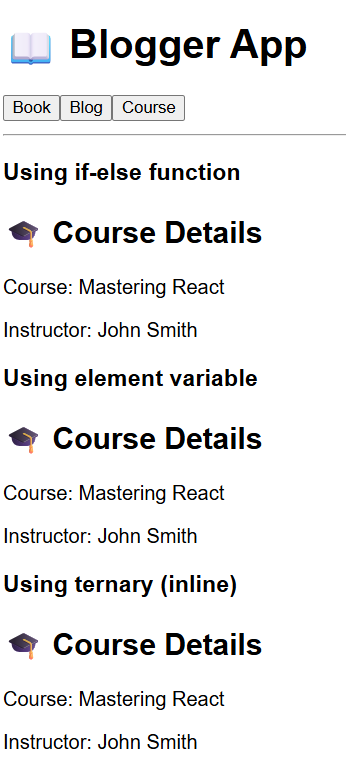 Blogger App
Book Blog Course
Using if-else function
Course Details
Course: Mastering React
Instructor: John Smith
Using element variable
Course Details
Course: Mastering React
Instructor: John Smith
Using ternary (inline)
Course Details
Course: Mastering React
Instructor: John Smith